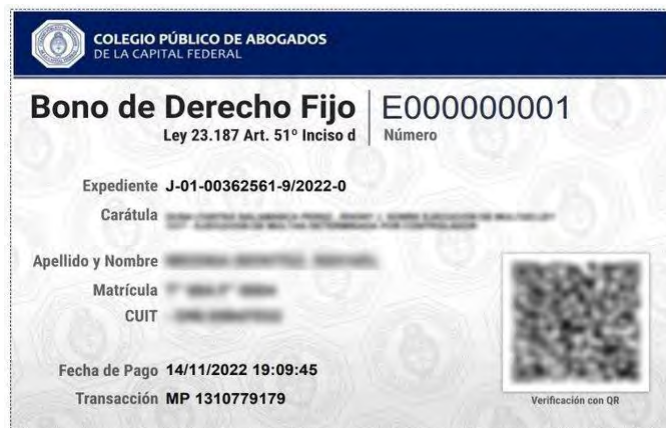 COLEGIO PÚBLICO DE ABOGADOS
DE LA CAPITAL FEDERAL
Bono de Derecho Fijo
Ley 23.187 Art. 51º Inciso d
E000000001
Número
Expediente J-01-00362561-9/2022-0
Carátula
Apellido y Nombre
Matrícula
CUIT
Fecha de Pago 14/11/2022 19:09:45
Transacción MP 1310779179
Verificación con QR